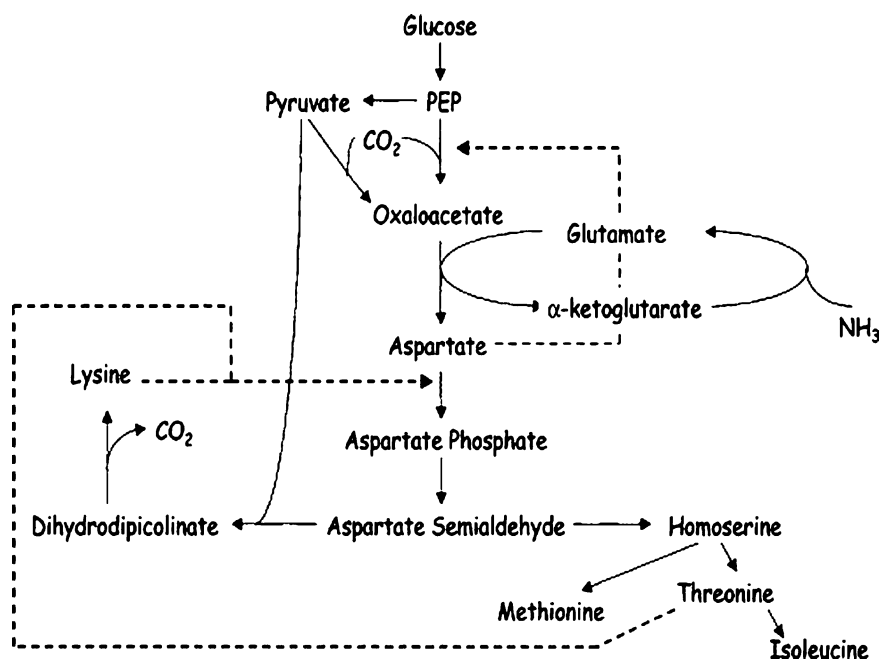 Glucose
Pyruvate
PEP
CO2
Oxaloacetate
Glutamate
α-ketoglutarate
NH3
Aspartate
Lysine
CO2
Aspartate Phosphate
Dihydrodipicolinate
Aspartate Semialdehyde
Homoserine
Methionine
Threonine
Isoleucine